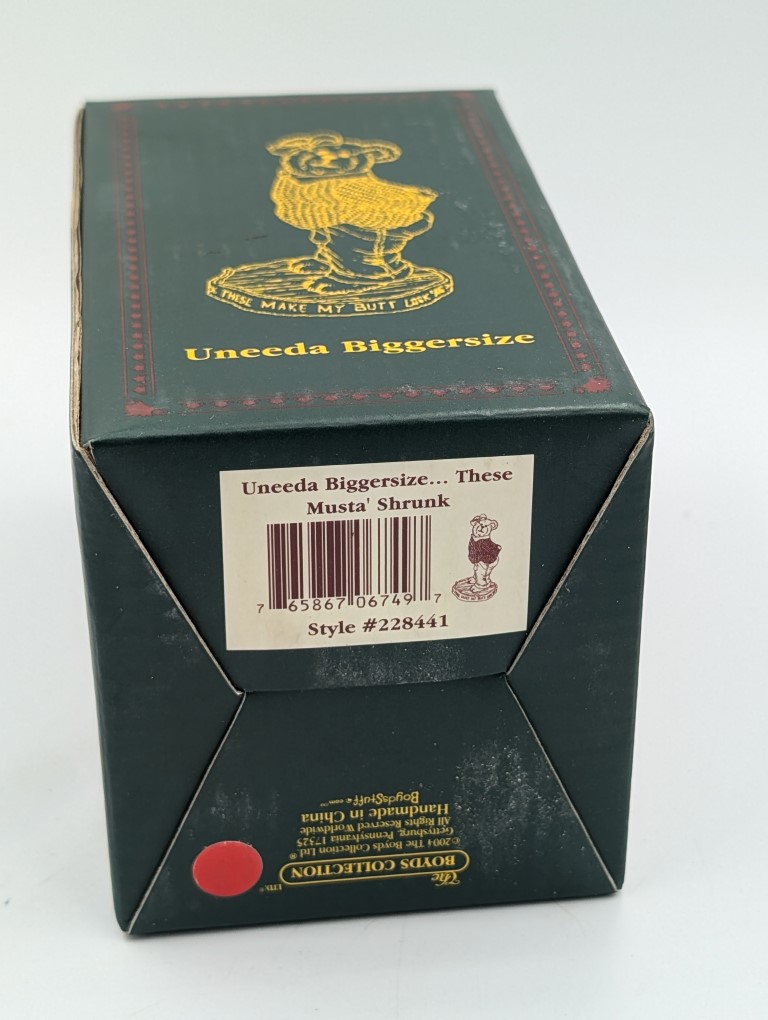 THESE MAKE MY BUTT LOOK
Uneeda Biggersize
Uneeda Biggersize... These
Musta' Shrunk
7 65867 06749 7
Style #228441
The
BOYDS COLLECTION Ltd.®
©2004 The Boyds Collection Ltd.®
Gettysburg, Pennsylvania 17325
All Rights Reserved Worldwide
Handmade in China
BoydsStuff.com™